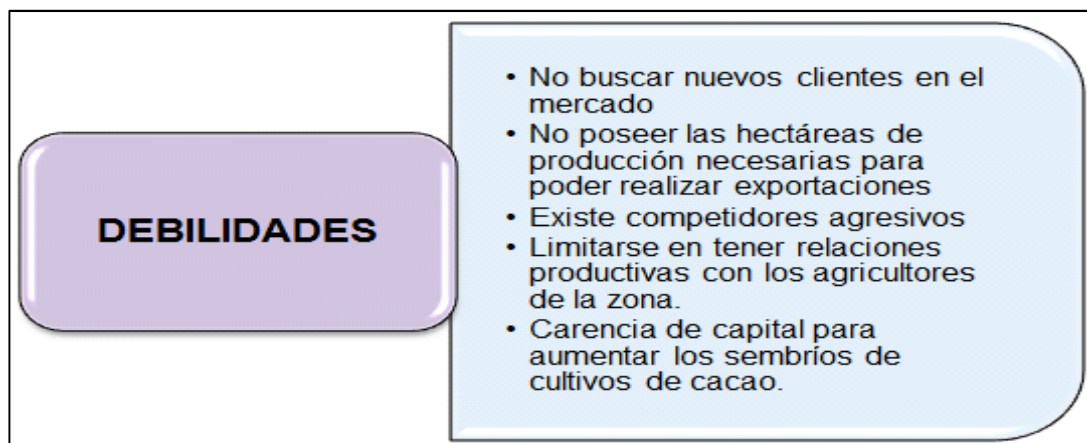 DEBILIDADES
• No buscar nuevos clientes en el
mercado
• No poseer las hectáreas de
producción necesarias para
poder realizar exportaciones
• Existe competidores agresivos
• Limitarse en tener relaciones
productivas con los agricultores
de la zona.
• Carencia de capital para
aumentar los sembríos de
cultivos de cacao.